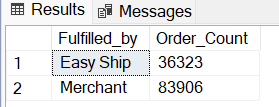 Results Messages
Fulfilled_by Order_Count
1 Easy Ship 36323
2 Merchant 83906